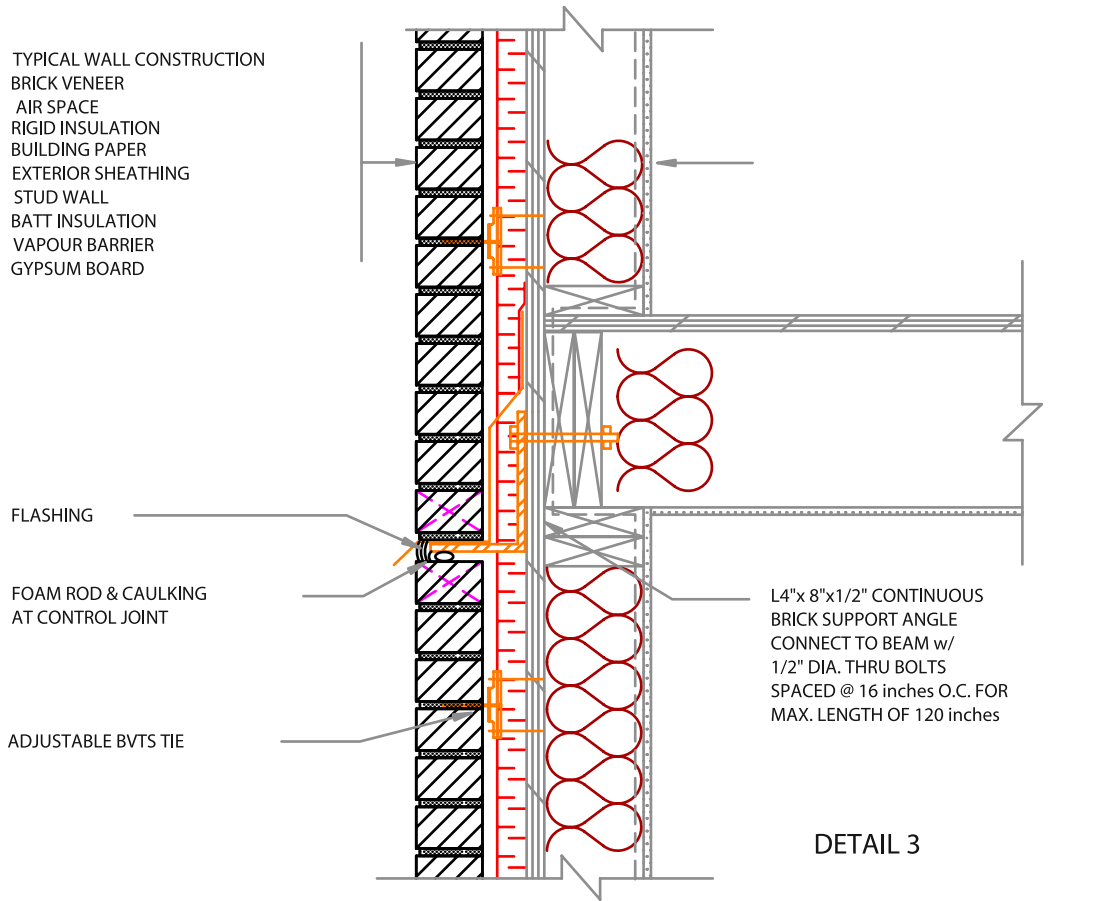 TYPICAL WALL CONSTRUCTION
BRICK VENEER
AIR SPACE
RIGID INSULATION
BUILDING PAPER
EXTERIOR SHEATHING
STUD WALL
BATT INSULATION
VAPOUR BARRIER
GYPSUM BOARD
FLASHING
FOAM ROD & CAULKING
AT CONTROL JOINT
ADJUSTABLE BVTS TIE
L4"x 8"x1/2" CONTINUOUS
BRICK SUPPORT ANGLE
CONNECT TO BEAM w/
1/2" DIA. THRU BOLTS
SPACED @ 16 inches O.C. FOR
MAX. LENGTH OF 120 inches
DETAIL 3